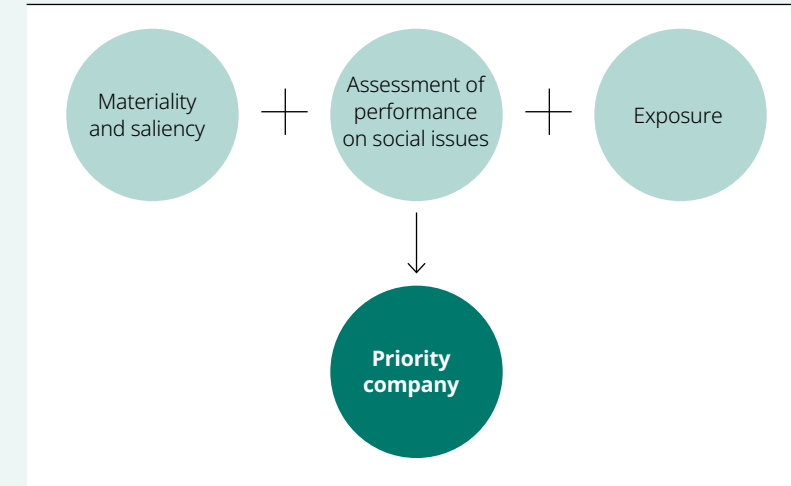 Materiality
and saliency
Assessment of
performance
on social issues
Exposure
Priority
company